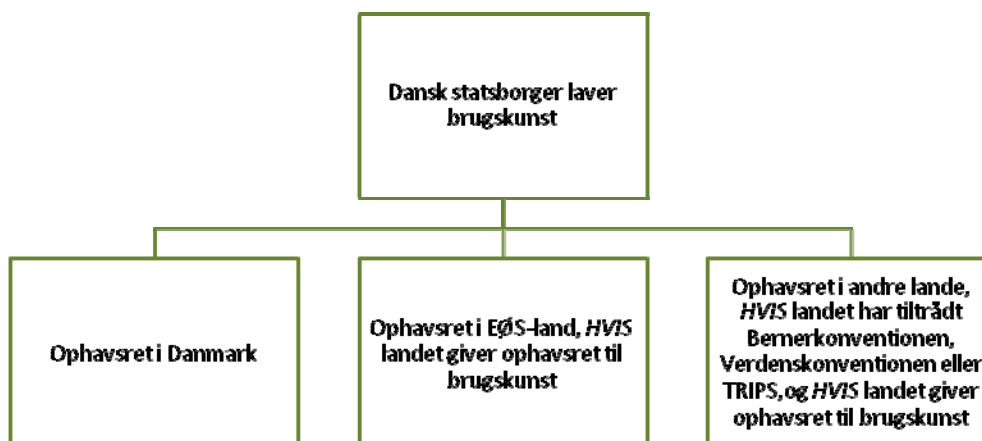 Dansk statsborger laver
brugskunst
Ophavsret i Danmark
Ophavsret i EØS-land, HVIS
landet giver ophavsret til
brugskunst
Ophavsret i andre lande,
HVIS landet har tiltrådt
Bernerkonventionen,
Verdenskonventionen eller
TRIPS, og HVIS landet giver
ophavsret til brugskunst